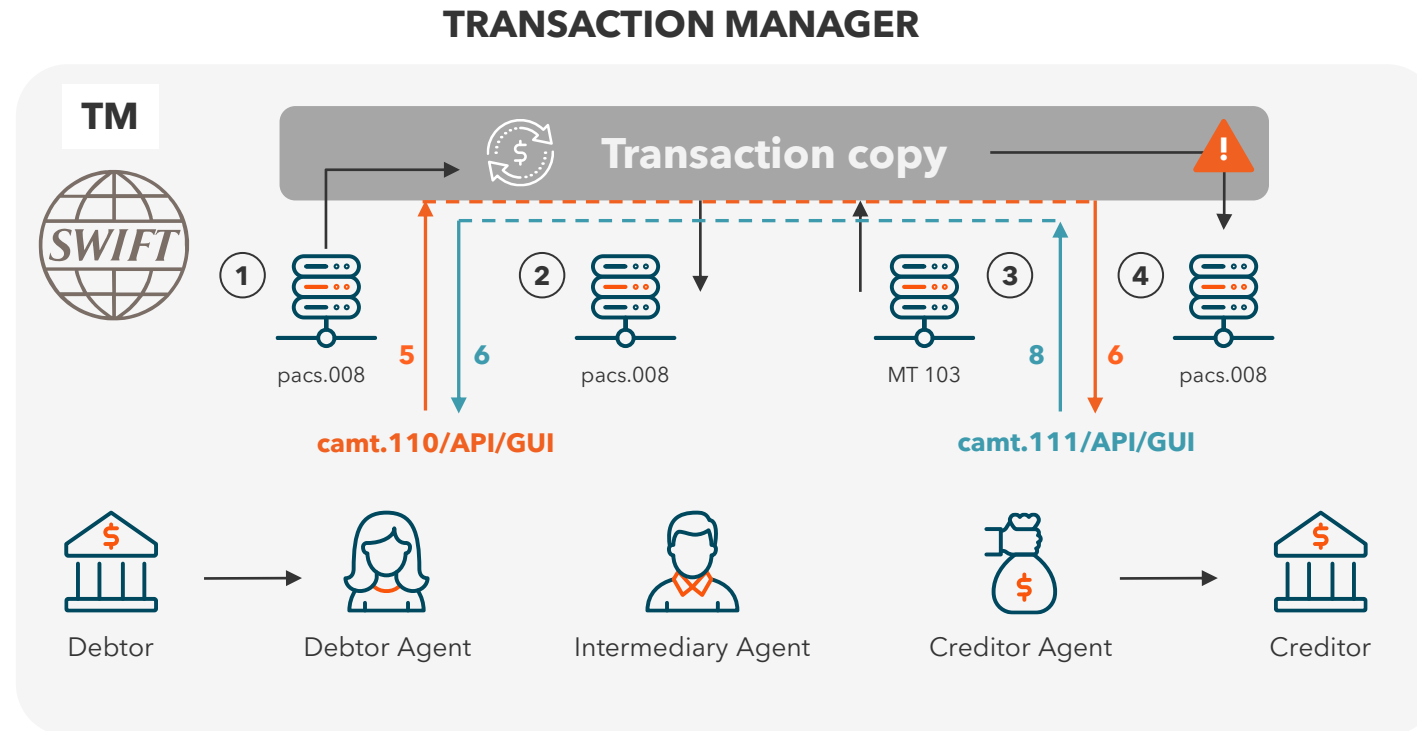 TRANSACTION MANAGER
TM
$ Transaction copy !
SWIFT
1 2 3 4
5 6 8 6
pacs.008 pacs.008 MT 103 pacs.008
camt.110/API/GUI camt.111/API/GUI
$ $ $
Debtor Debtor Agent Intermediary Agent Creditor Agent Creditor